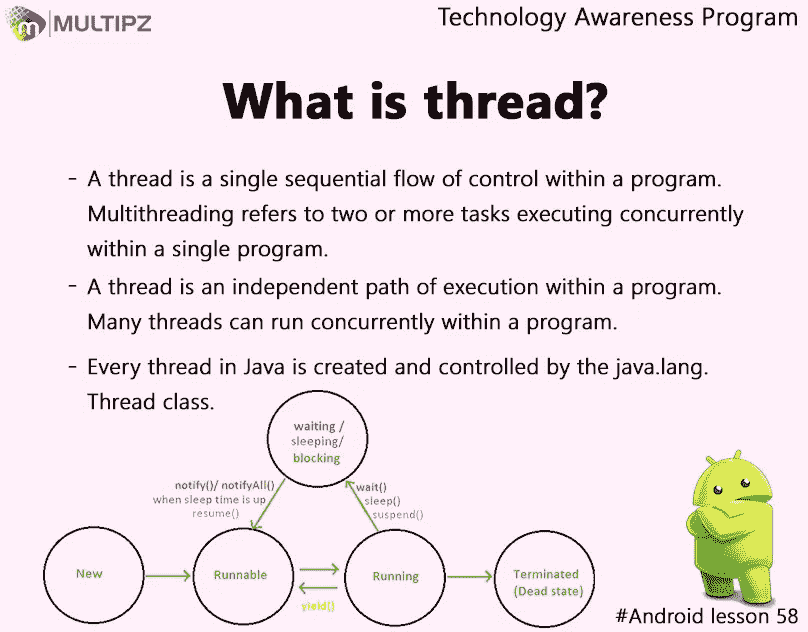 MULTIPZ
Technology Awareness Program
What is thread?
- A thread is a single sequential flow of control within a program.
Multithreading refers to two or more tasks executing concurrently
within a single program.
- A thread is an independent path of execution within a program.
Many threads can run concurrently within a program.
- Every thread in Java is created and controlled by the java.lang.
Thread class.
waiting /
sleeping/
blocking
notify()/ notifyAll()
when sleep time is up
resume()
wait()
sleep()
suspend()
New
Runnable
yield()
Running
Terminated
(Dead state)
#Android lesson 58